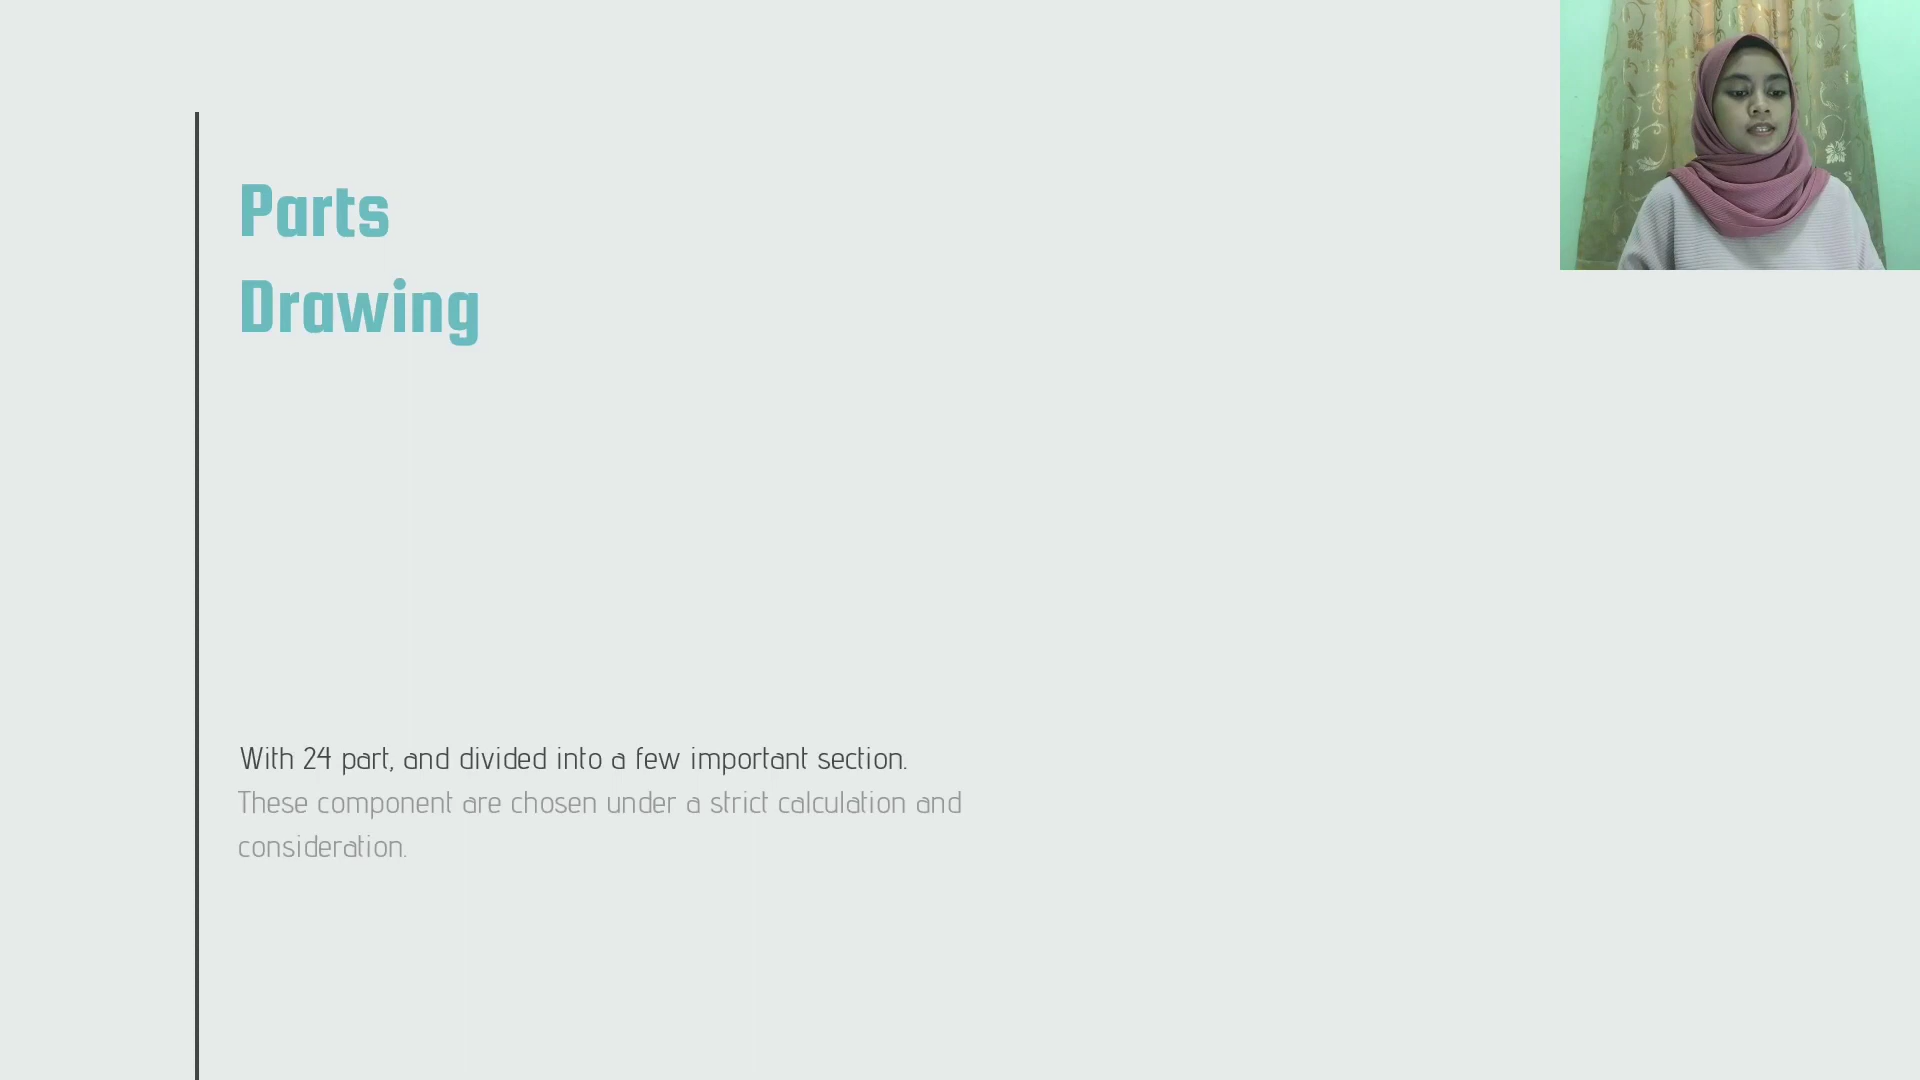 Parts
Drawing
With 24 part, and divided into a few important section.
These component are chosen under a strict calculation and
consideration.